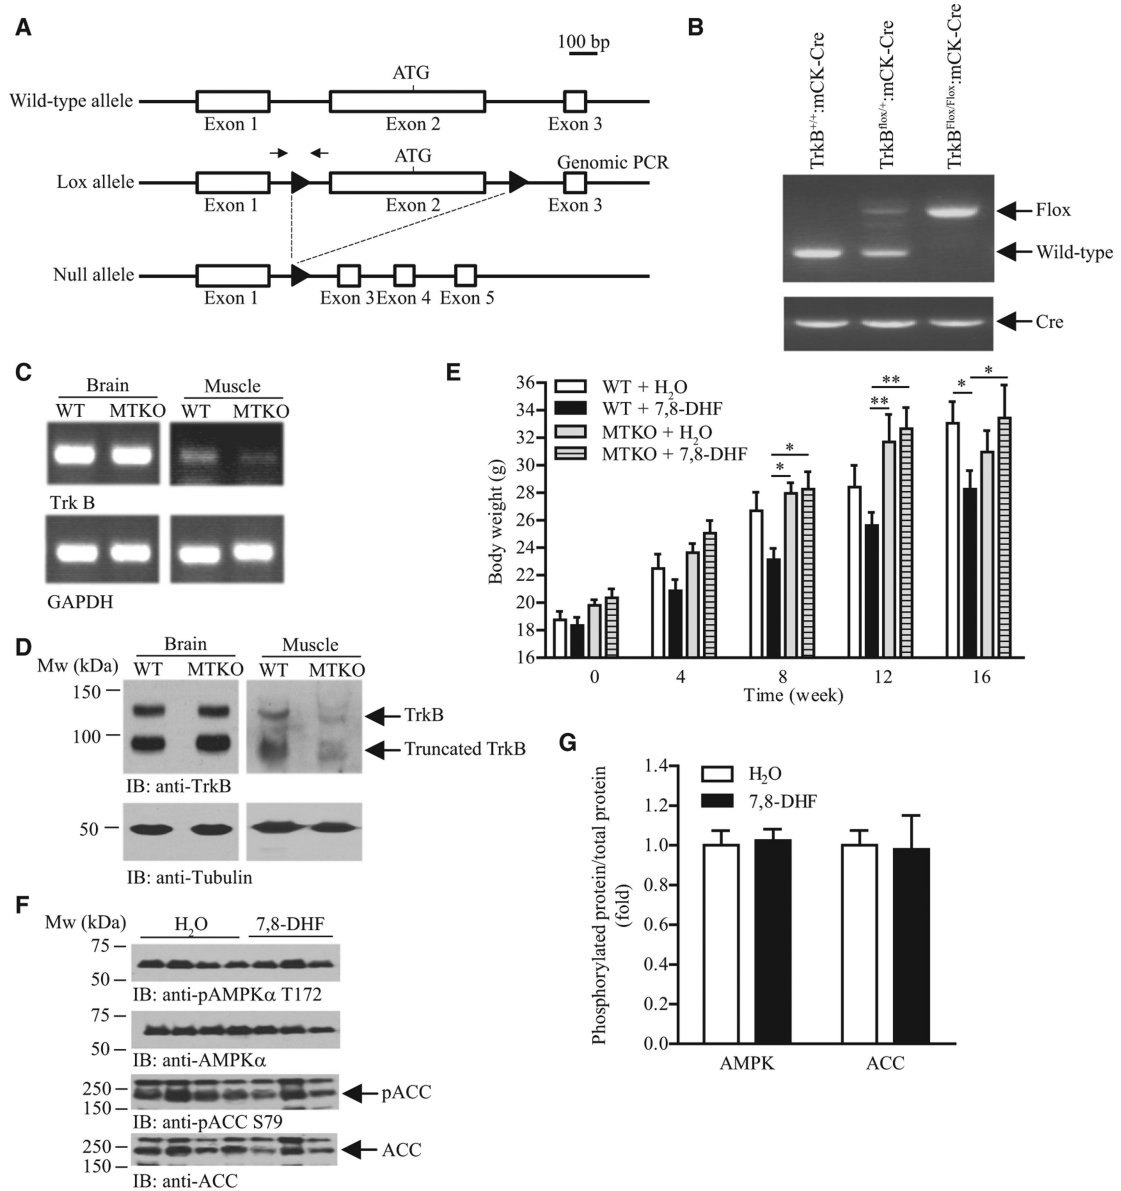 A
100 bp
ATG
Wild-type allele
Exon 1 Exon 2 Exon 3
ATG
Genomic PCR
Lox allele
Exon 1 Exon 2 Exon 3
Null allele
Exon 1 Exon 3 Exon 4 Exon 5
B
TrkB+/+:mCK-Cre
TrkBflox/+:mCK-Cre
TrkBFlox/Flox:mCK-Cre
Flox
Wild-type
Cre
C
Brain Muscle
WT MTKO WT MTKO
Trk B
GAPDH
D
Brain Muscle
Mw (kDa) WT MTKO WT MTKO
150
100
TrkB
Truncated TrkB
IB: anti-TrkB
50
IB: anti-Tubulin
E
WT + H2O
WT + 7,8-DHF
MTKO + H2O
MTKO + 7,8-DHF
Body weight (g)
36
34
32
30
28
26
24
22
20
18
16
* *
** **
* *
0 4 8 12 16
Time (week)
F
Mw (kDa) H2O 7,8-DHF
75
50
IB: anti-pAMPKα T172
75
50
IB: anti-AMPKα
250
150
pACC
IB: anti-pACC S79
250
150
ACC
IB: anti-ACC
G
H2O
7,8-DHF
Phosphorylated protein/total protein
(fold)
1.4
1.2
1.0
0.8
0.6
0.4
0.2
0.0
AMPK ACC